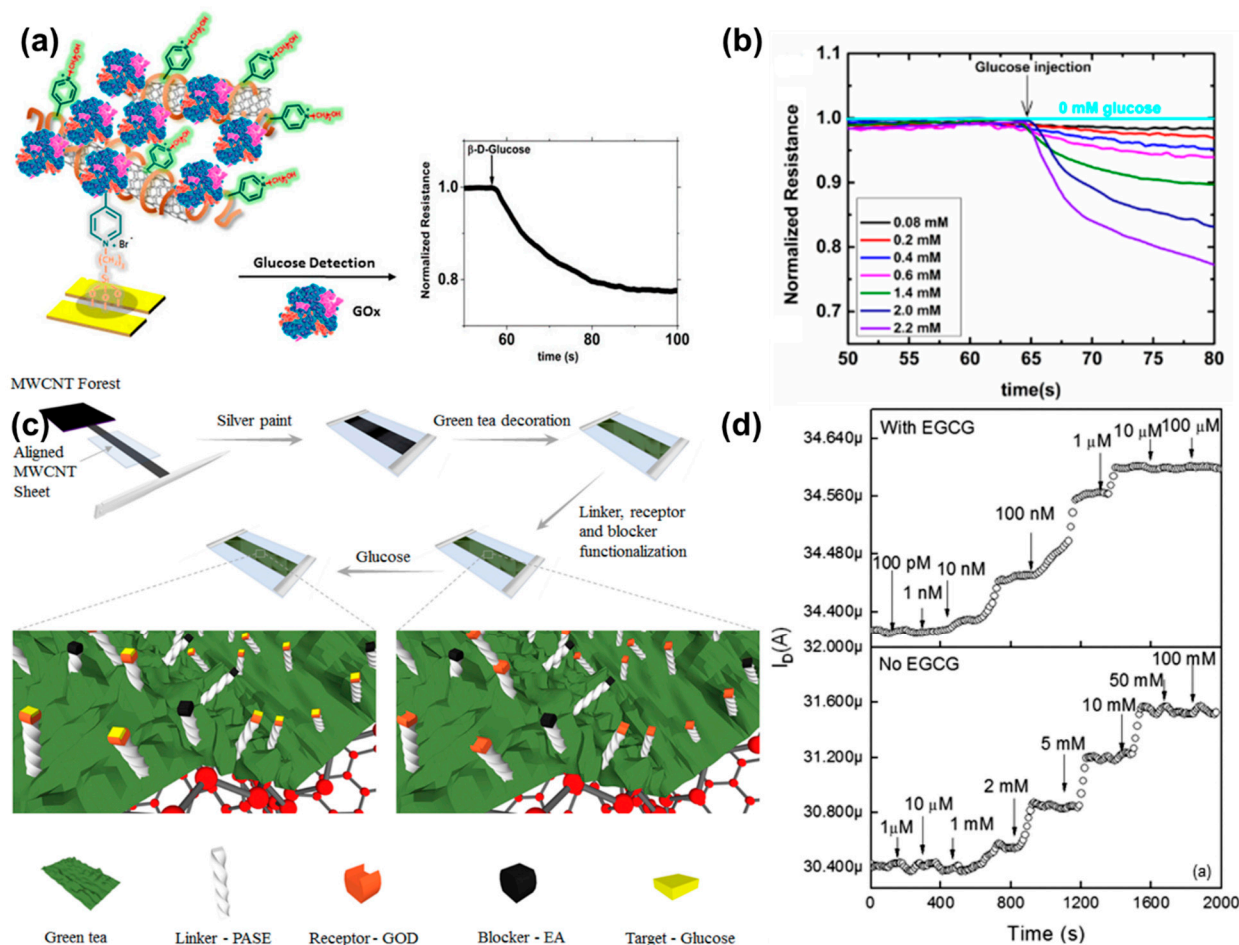 (a)
N
+ Br
Glucose Detection
GOx
Normalized Resistance
1.0
0.8
β-D-Glucose
60
80
100
time (s)
(b)
Normalized Resistance
1.1
1.0
0.9
0.8
0.7
Glucose injection
0 mM glucose
0.08 mM
0.2 mM
0.4 mM
0.6 mM
1.4 mM
2.0 mM
2.2 mM
50
55
60
65
70
75
80
time(s)
(c)
MWCNT Forest
Aligned
MWCNT
Sheet
Silver paint
Green tea decoration
Linker, receptor
and blocker
functionalization
Glucose
Green tea
Linker - PASE
Receptor - GOD
Blocker - EA
Target - Glucose
(d)
With EGCG
34.640µ
34.560µ
34.480µ
34.400µ
100 pM
1 nM
10 nM
100 nM
1 µM
10 µM
100 µM
I_D(A)
No EGCG
32.000µ
31.600µ
31.200µ
30.800µ
30.400µ
1µM
10 µM
1 mM
2 mM
5 mM
10 mM
50 mM
100 mM
(a)
0
400
800
1200
1600
2000
Time (s)